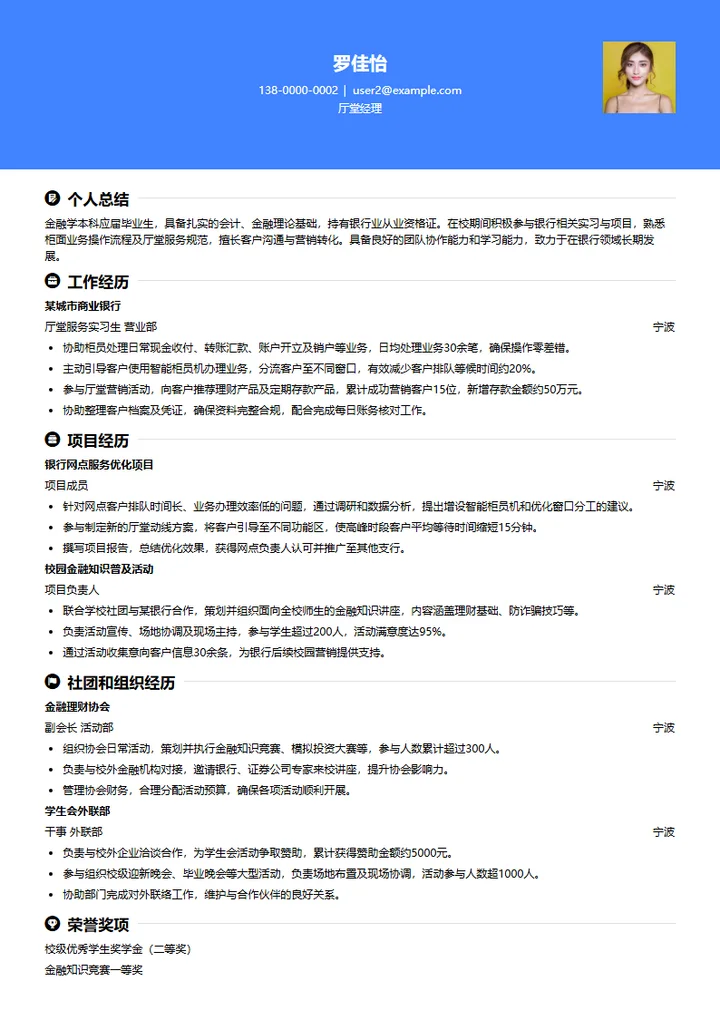 罗佳怡
138-0000-0002 | user2@example.com
厅堂经理
个人总结
金融学本科应届毕业生，具备扎实的会计、金融理论基础，持有银行业从业资格证。在校期间积极参与银行相关实习与项目，熟悉
柜面业务操作流程及厅堂服务规范，擅长客户沟通与营销转化。具备良好的团队协作能力和学习能力，致力于在银行领域长期发
展。
工作经历
某城市商业银行
厅堂服务实习生 营业部 宁波
• 协助柜员处理日常现金收付、转账汇款、账户开立及销户等业务，日均处理业务30余笔，确保操作零差错。
• 主动引导客户使用智能柜员机办理业务，分流客户至不同窗口，有效减少客户排队等候时间约20%。
• 参与厅堂营销活动，向客户推荐理财产品及定期存款产品，累计成功营销客户15位，新增存款金额约50万元。
• 协助整理客户档案及凭证，确保资料完整合规，配合完成每日账务核对工作。
项目经历
银行网点服务优化项目
项目成员 宁波
• 针对网点客户排队时间长、业务办理效率低的问题，通过调研和数据分析，提出增设智能柜员机和优化窗口分工的建议。
• 参与制定新的厅堂动线方案，将客户引导至不同功能区，使高峰时段客户平均等待时间缩短15分钟。
• 撰写项目报告，总结优化效果，获得网点负责人认可并推广至其他支行。
校园金融知识普及活动
项目负责人 宁波
• 联合学校社团与某银行合作，策划并组织面向全校师生的金融知识讲座，内容涵盖理财基础、防诈骗技巧等。
• 负责活动宣传、场地协调及现场主持，参与学生超过200人，活动满意度达95%。
• 通过活动收集意向客户信息30余条，为银行后续校园营销提供支持。
社团和组织经历
金融理财协会
副会长 活动部 宁波
• 组织协会日常活动，策划并执行金融知识竞赛、模拟投资大赛等，参与人数累计超过300人。
• 负责与校外金融机构对接，邀请银行、证券公司专家来校讲座，提升协会影响力。
• 管理协会财务，合理分配活动预算，确保各项活动顺利开展。
学生会外联部
干事 外联部 宁波
• 负责与校外企业洽谈合作，为学生会活动争取赞助，累计获得赞助金额约5000元。
• 参与组织校级迎新晚会、毕业晚会等大型活动，负责场地布置及现场协调，活动参与人数超1000人。
• 协助部门完成对外联络工作，维护与合作伙伴的良好关系。
荣誉奖项
校级优秀学生奖学金（二等奖）
金融知识竞赛一等奖